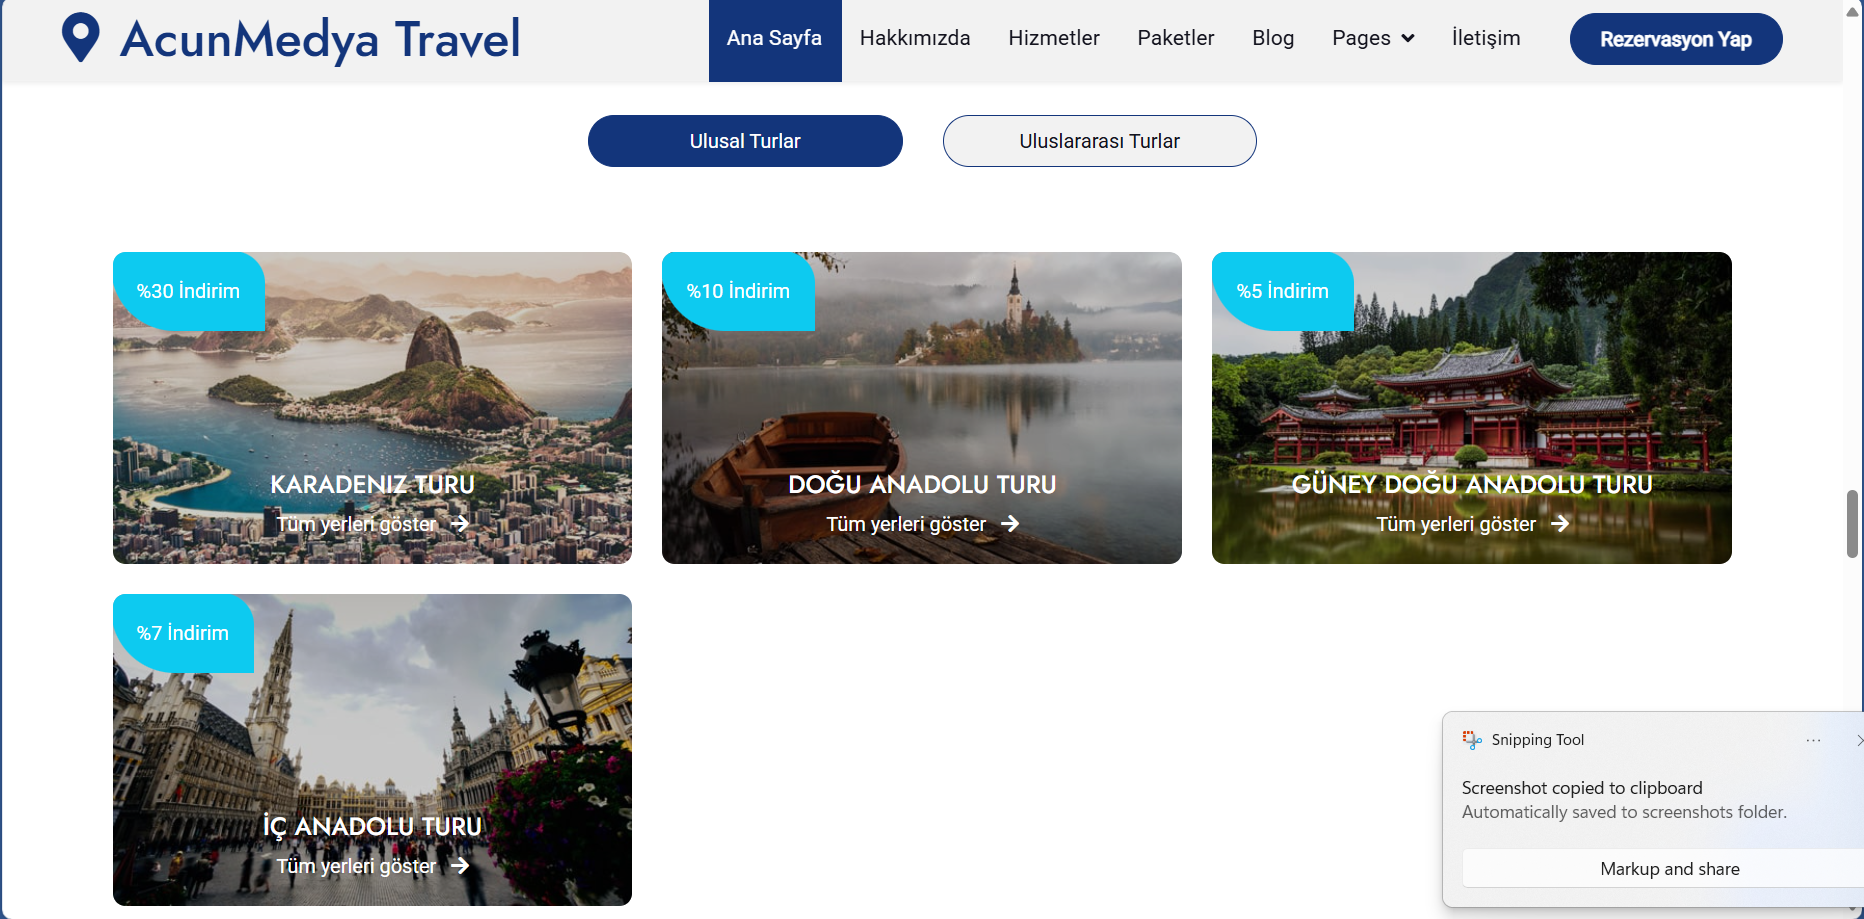 AcunMedya Travel
Ana Sayfa
Hakkımızda
Hizmetler
Paketler
Blog
Pages
İletişim
Rezervasyon Yap
Ulusal Turlar
Uluslararası Turlar
%30 İndirim
KARADENIZ TURU
Tüm yerleri göster
%10 İndirim
DOĞU ANADOLU TURU
Tüm yerleri göster
%5 İndirim
GÜNEY DOĞU ANADOLU TURU
Tüm yerleri göster
%7 İndirim
İÇ ANADOLU TURU
Tüm yerleri göster
Snipping Tool
Screenshot copied to clipboard
Automatically saved to screenshots folder.
Markup and share